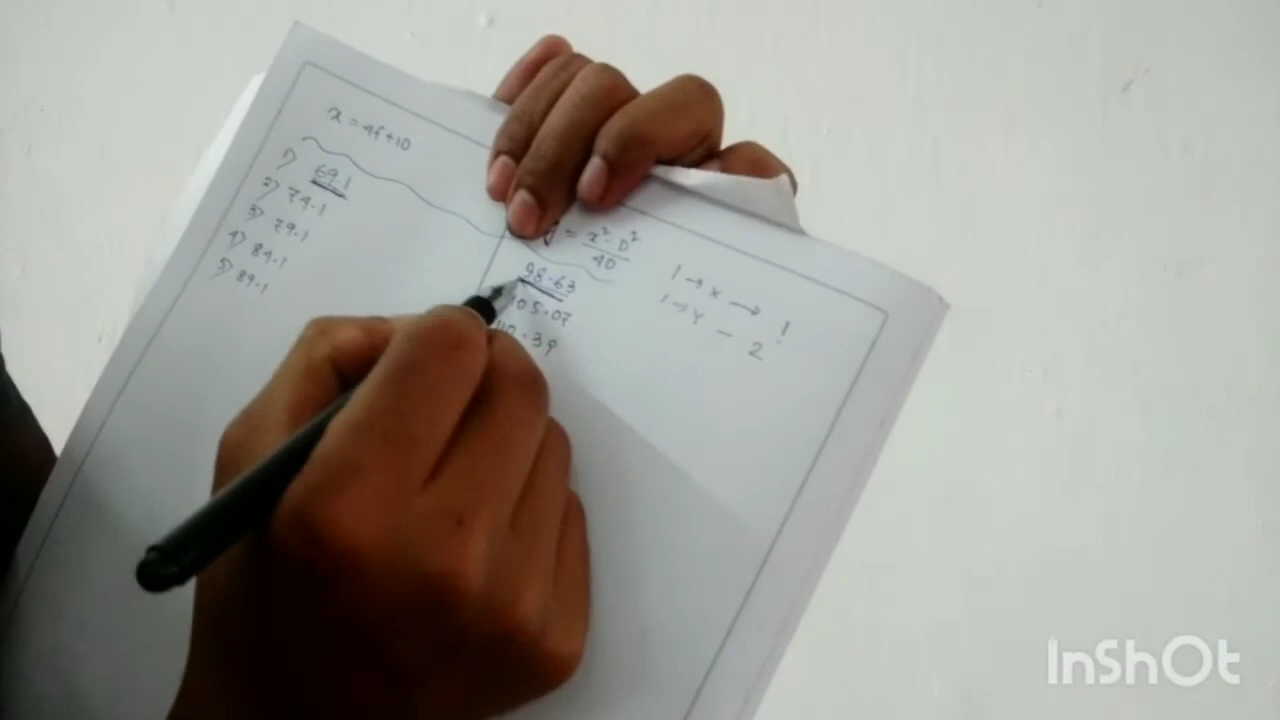 x = 4f+10
1) 69.1
2) 74.1
3) 79.1
4) 84.1
5) 89.1
= x² - D²
4D
98.63
105.07
.39
1 → x → 1
1 → Y — 2
InShOt